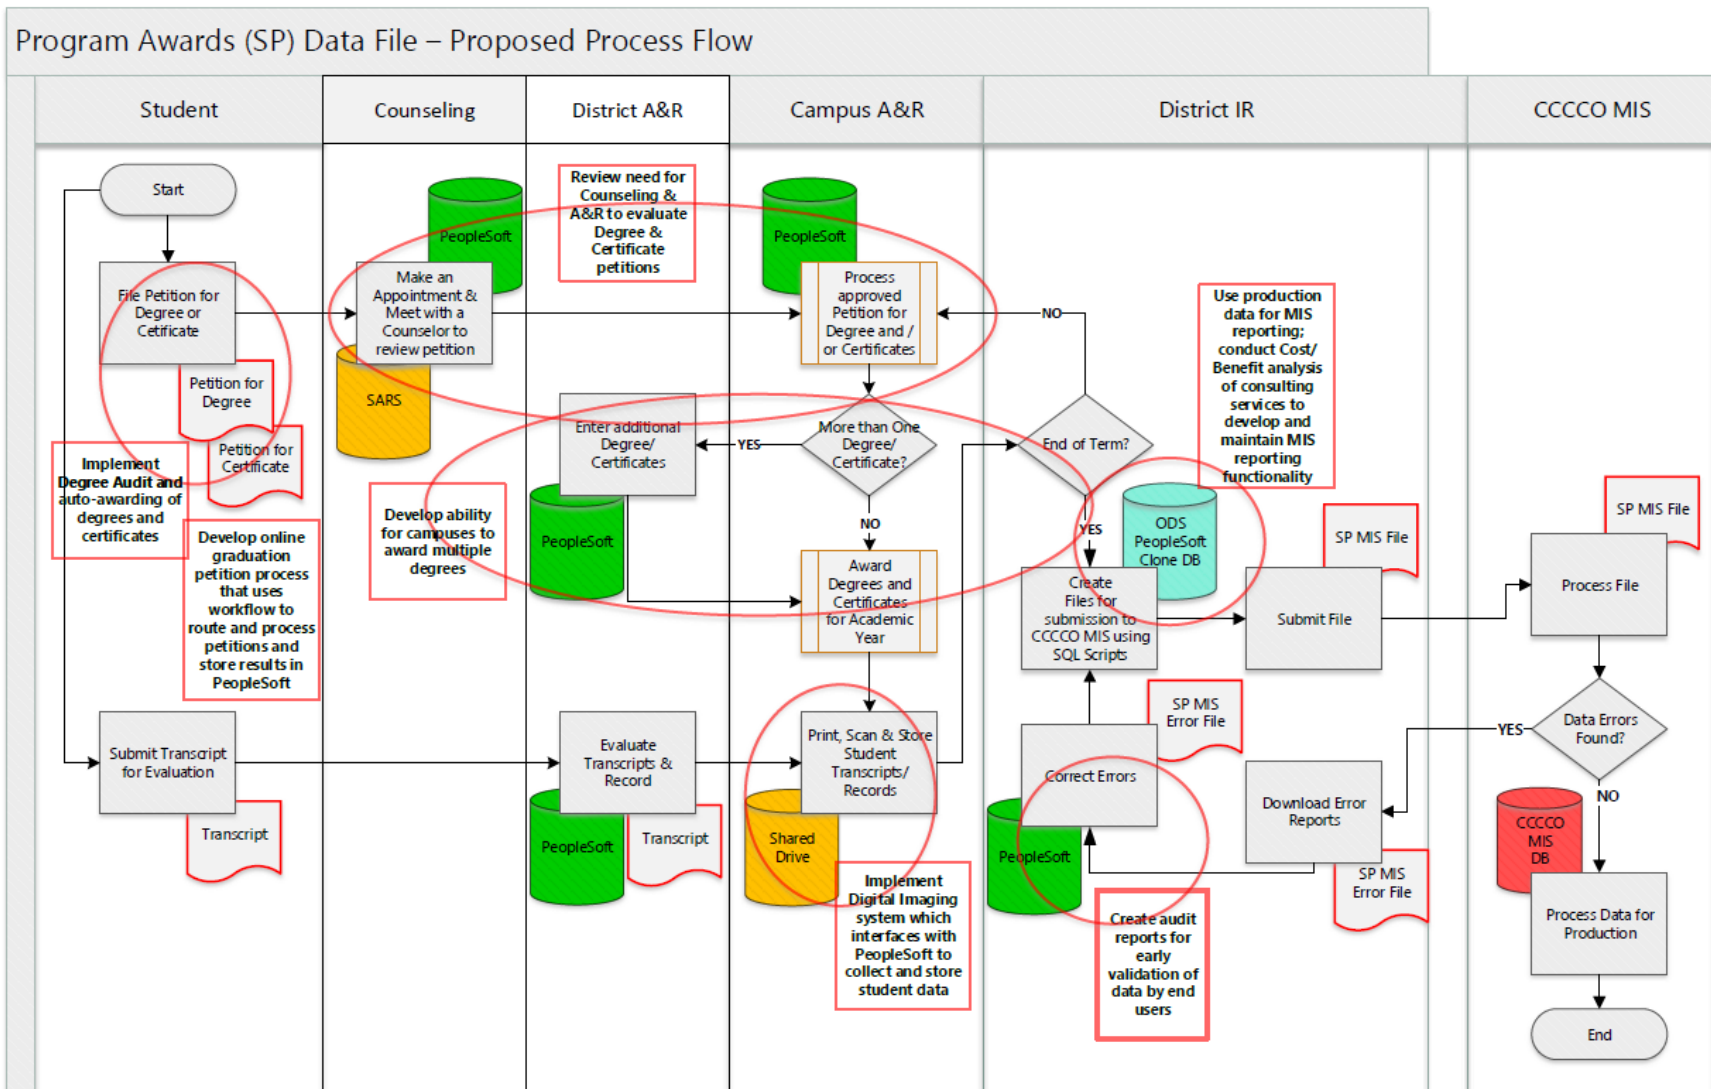 Program Awards (SP) Data File – Proposed Process Flow
Student
Counseling
District A&R
Campus A&R
District IR
CCCCO MIS
Start
File Petition for
Degree or
Cetificate
Petition for
Degree
Petition for
Certificate
Implement
Degree Audit and
auto-awarding of
degrees and
certificates
Develop online
graduation
petition process
that uses
workflow to
route and process
petitions and
store results in
PeopleSoft
Submit Transcript
for Evaluation
Transcript
PeopleSoft
Make an
Appointment &
Meet with a
Counselor to
review petition
SARS
Develop ability
for campuses to
award multiple
degrees
Review need for
Counseling &
A&R to evaluate
Degree &
Certificate
petitions
Enter additional
Degree/
Certificates
PeopleSoft
Evaluate
Transcripts &
Record
PeopleSoft
Transcript
PeopleSoft
Process
approved
Petition for
Degree and /
or Certificates
More than One
Degree/
Certificate?
YES
NO
Award
Degrees and
Certificates
for Academic
Year
Print, Scan & Store
Student
Transcripts/
Records
Shared
Drive
Implement
Digital Imaging
system which
interfaces with
PeopleSoft to
collect and store
student data
NO
End of Term?
YES
Use production
data for MIS
reporting;
conduct Cost/
Benefit analysis
of consulting
services to
develop and
maintain MIS
reporting
functionality
ODS
PeopleSoft
Clone DB
Create
Files for
submission to
CCCCO MIS using
SQL Scripts
SP MIS File
Submit File
SP MIS
Error File
Correct Errors
PeopleSoft
Create audit
reports for
early
validation of
data by end
users
Download Error
Reports
SP MIS
Error File
SP MIS File
Process File
Data Errors
Found?
YES
NO
CCCCO
MIS
DB
Process Data for
Production
End